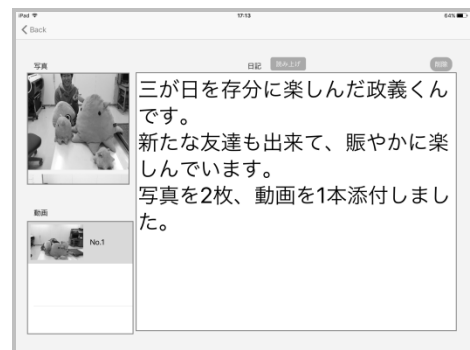 iPad 17:13 64%
Back
写真
日記 読み上げ 削除
三が日を存分に楽しんだ政義くん
です。
新たな友達も出来て、賑やかに楽
しんでいます。
写真を2枚、動画を1本添付しまし
た。
動画
No.1